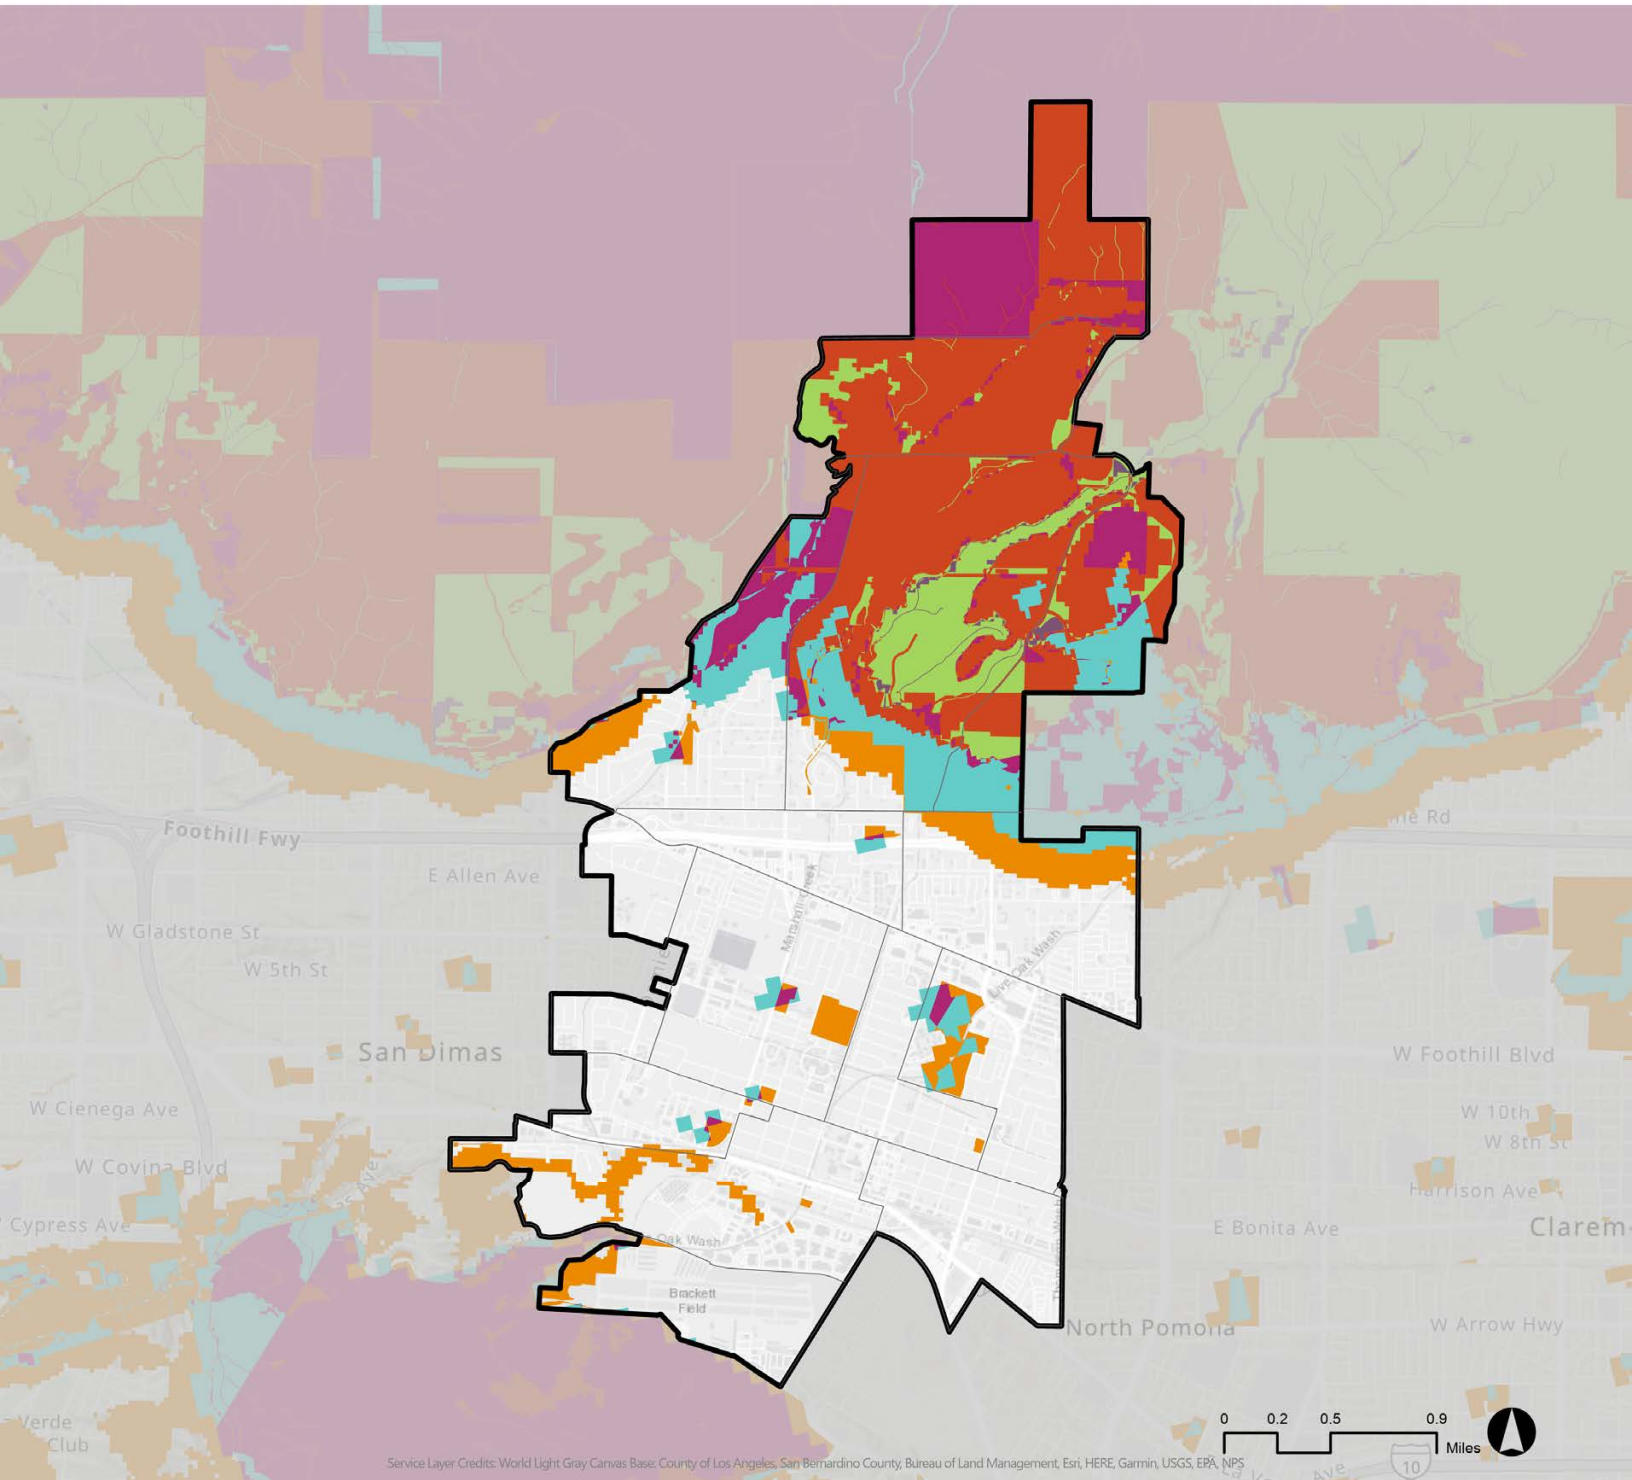 Foothill Fwy
E Allen Ave
Marshall Creek
W Gladstone St
W 5th St
Live Oak Wash
San Dimas
W Foothill Blvd
W Cienega Ave
W 10th
W 8th St
W Covina Blvd
Harrison Ave
Cypress Ave
E Bonita Ave
Oak Wash
Brackett
Field
North Pomona
W Arrow Hwy
Verde
Club
0 0.2 0.5 0.9
Miles
10
Service Layer Credits: World Light Gray Canvas Base: County of Los Angeles, San Bernardino County, Bureau of Land Management, Esri, HERE, Garmin, USGS, EPA, NPS